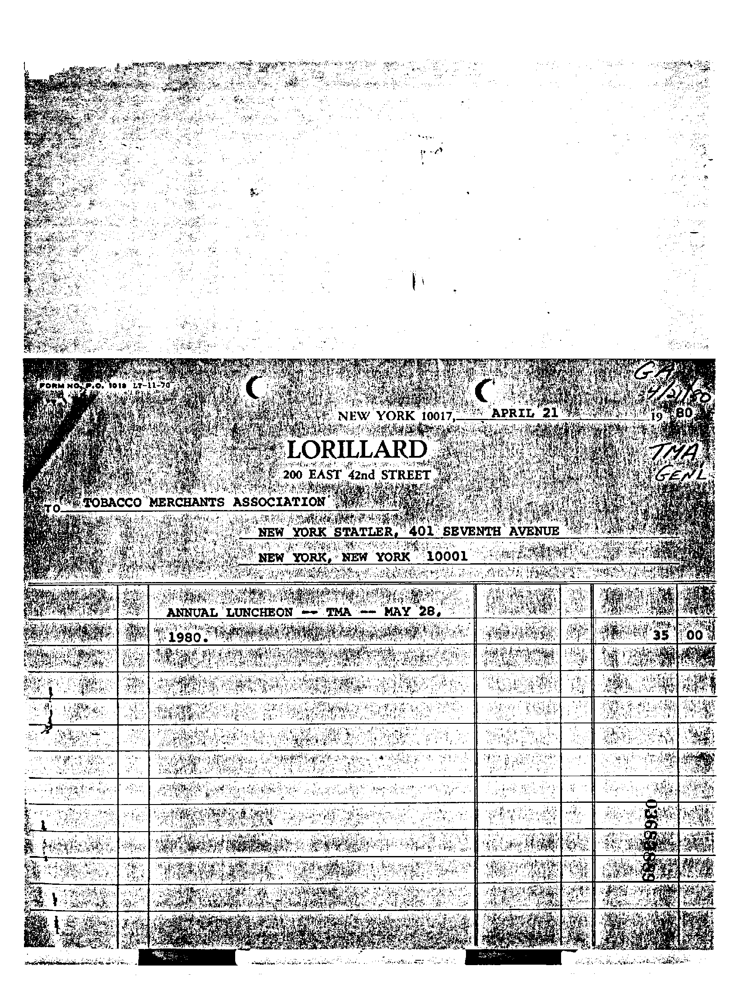 FORM NO. P.O. 1010 LT-11-70
GA
4/21/80
NEW YORK 10017, APRIL 21 19 80
LORILLARD
TMA
200 EAST 42nd STREET
GENL
TO TOBACCO MERCHANTS ASSOCIATION
NEW YORK STATLER, 401 SEVENTH AVENUE
NEW YORK, NEW YORK 10001
ANNUAL LUNCHEON -- TMA -- MAY 28,
1980. 35 00